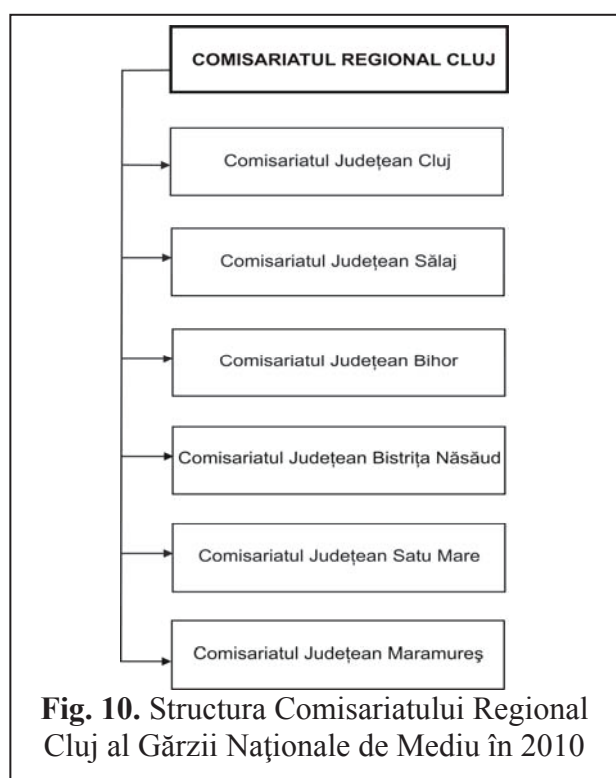 COMISARIATUL REGIONAL CLUJ
Comisariatul Județean Cluj
Comisariatul Județean Sălaj
Comisariatul Județean Bihor
Comisariatul Județean Bistrița Năsăud
Comisariatul Județean Satu Mare
Comisariatul Județean Maramureş
Fig. 10. Structura Comisariatului Regional
Cluj al Gărzii Naţionale de Mediu în 2010